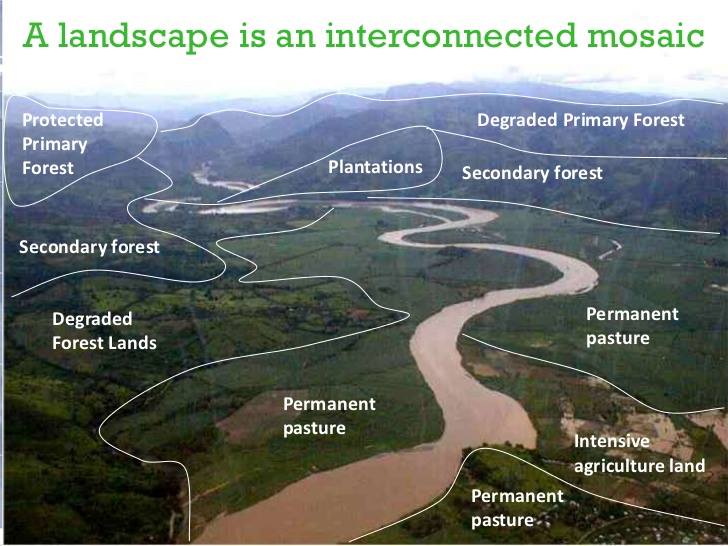 A landscape is an interconnected mosaic
Protected
Primary
Forest
Degraded Primary Forest
Plantations
Secondary forest
Secondary forest
Degraded
Forest Lands
Permanent
pasture
Permanent
pasture
Intensive
agriculture land
Permanent
pasture